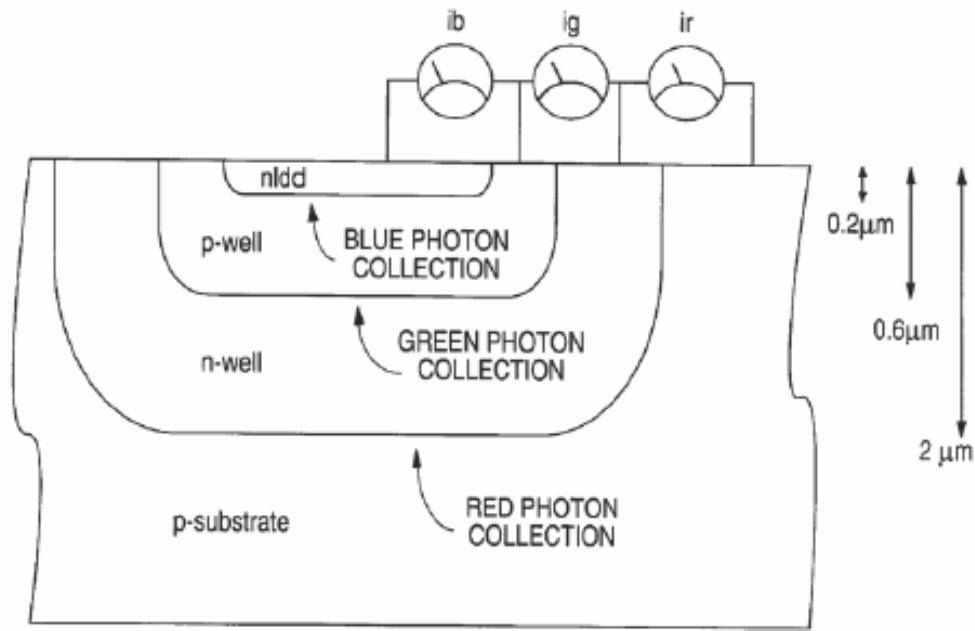 ib
ig
ir
nldd
p-well
BLUE PHOTON
COLLECTION
0.2μm
0.6μm
n-well
GREEN PHOTON
COLLECTION
2 μm
p-substrate
RED PHOTON
COLLECTION